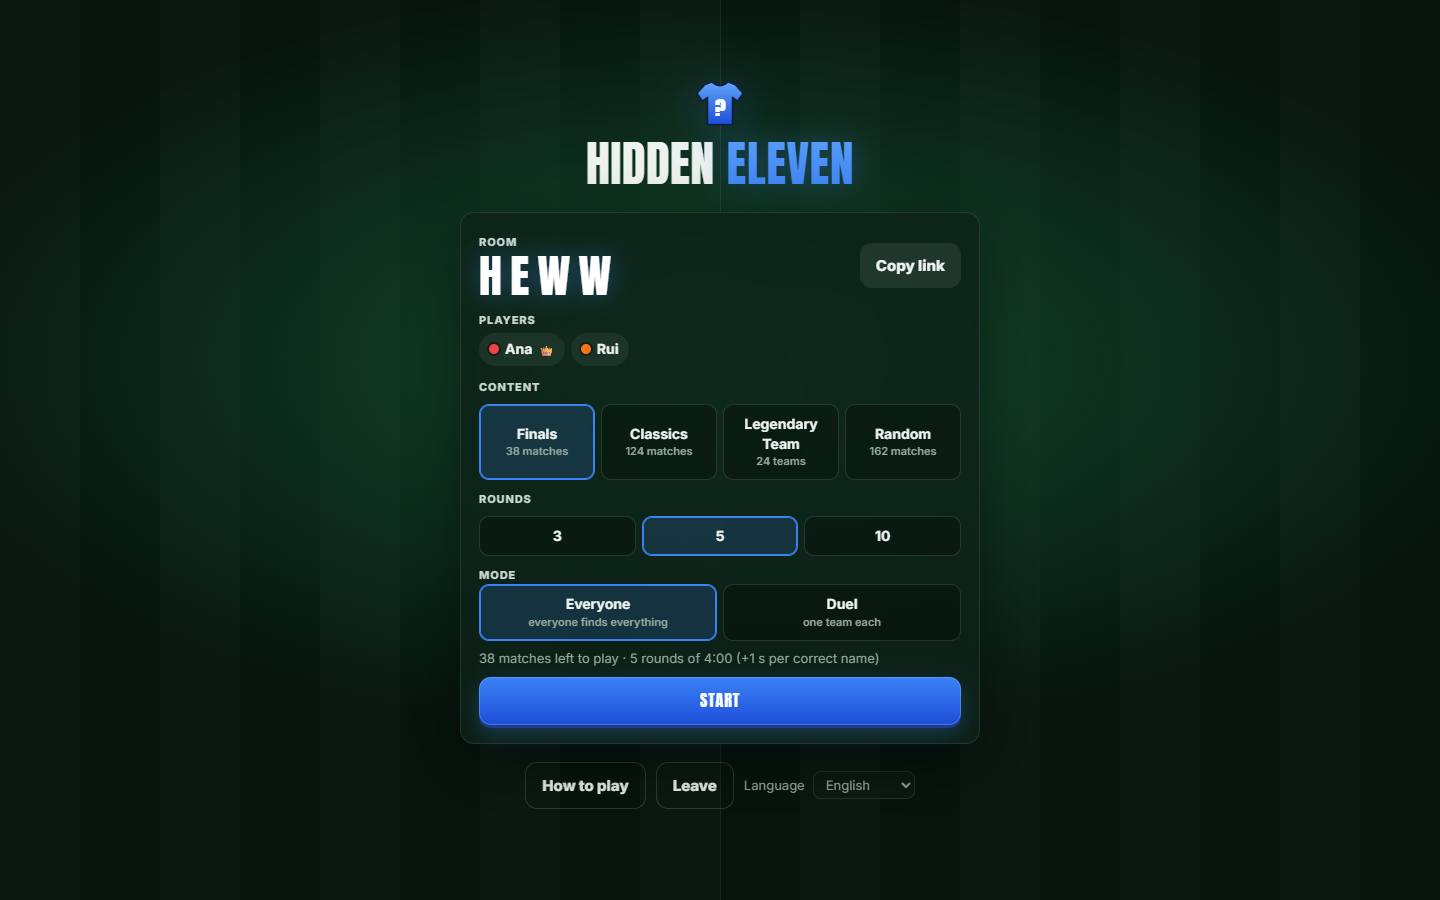 ?
HIDDEN ELEVEN
ROOM
HEWW
Copy link
PLAYERS
Ana
Rui
CONTENT
Finals
38 matches
Classics
124 matches
Legendary
Team
24 teams
Random
162 matches
ROUNDS
3
5
10
MODE
Everyone
everyone finds everything
Duel
one team each
38 matches left to play · 5 rounds of 4:00 (+1 s per correct name)
START
How to play
Leave
Language
English